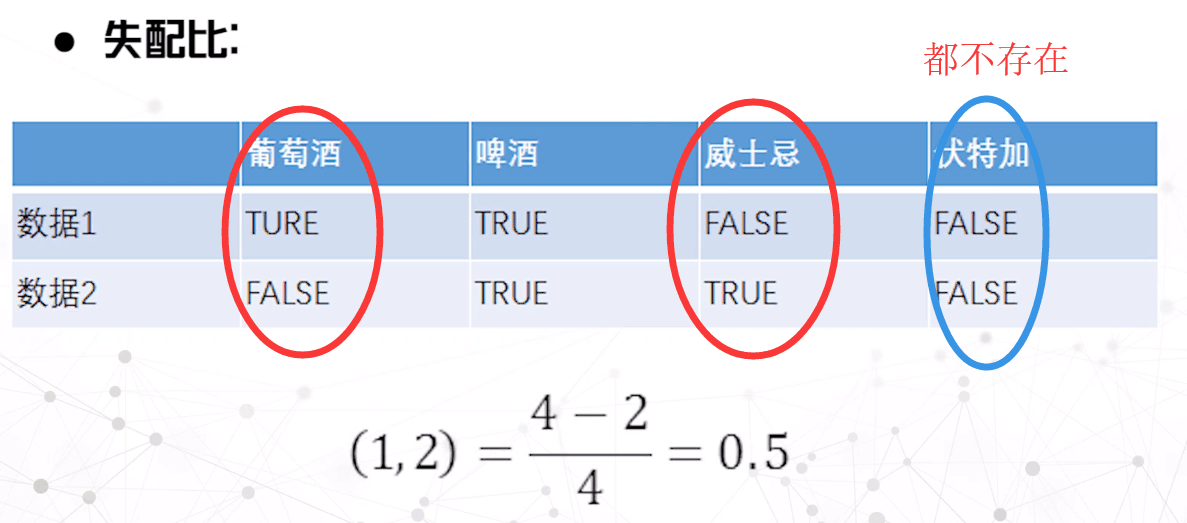 ● 失配比:
都不存在
葡萄酒 啤酒 威士忌 伏特加
数据1 TURE TRUE FALSE FALSE
数据2 FALSE TRUE TRUE FALSE
(1,2) = \frac{4 − 2}{4} = 0.5